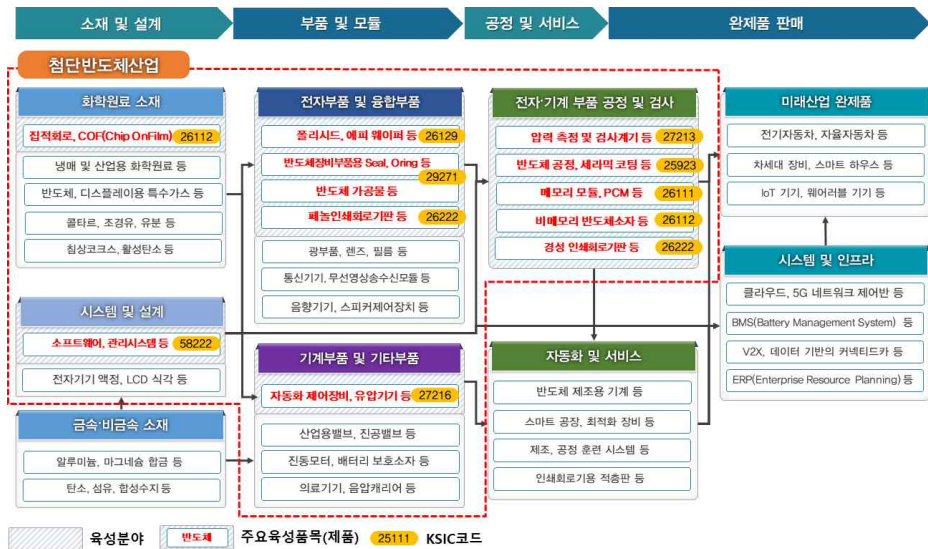 소재 및 설계
부품 및 모듈
공정 및 서비스
완제품 판매
첨단반도체산업
화학원료 소재
집적회로, COF(Chip OnFilm) 26112
냉매 및 산업용 화학원료 등
반도체, 디스플레이용 특수가스 등
콜타르, 조경유, 유분 등
침상코크스, 활성탄소 등
시스템 및 설계
소프트웨어, 관리시스템 등 58222
전자기기 액정, LCD 식각 등
금속·비금속 소재
알루미늄, 마그네슘 합금 등
탄소, 섬유, 합성수지 등
전자부품 및 융합부품
폴리시드, 에피 웨이퍼 등 26129
반도체장비부품용 Seal, Oring 등
29271
반도체 가공물 등
페놀인쇄회로기판 등 26222
광부품, 렌즈, 필름 등
통신기기, 무선영상송수신모듈 등
음향기기, 스피커제어장치 등
기계부품 및 기타부품
자동화 제어장비, 유압기기 등 27216
산업용밸브, 진공밸브 등
진동모터, 배터리 보호소자 등
의료기기, 음압캐리어 등
전자·기계 부품 공정 및 검사
압력 측정 및 검사계기 등 27213
반도체 공정, 세라믹 코팅 등 25923
메모리 모듈, PCM 등 26111
비메모리 반도체소자 등 26112
경성 인쇄회로기판 등 26222
자동화 및 서비스
반도체 제조용 기계 등
스마트 공장, 최적화 장비 등
제조, 공정 훈련 시스템 등
인쇄회로기용 적층판 등
미래산업 완제품
전기자동차, 자율자동차 등
차세대 장비, 스마트 하우스 등
IoT 기기, 웨어러블 기기 등
시스템 및 인프라
클라우드, 5G 네트워크 제어반 등
BMS(Battery Management System) 등
V2X, 데이터 기반의 커넥티드카 등
ERP(Enterprise Resource Planning) 등
육성분야 반도체 주요육성품목(제품) 25111 KSIC코드